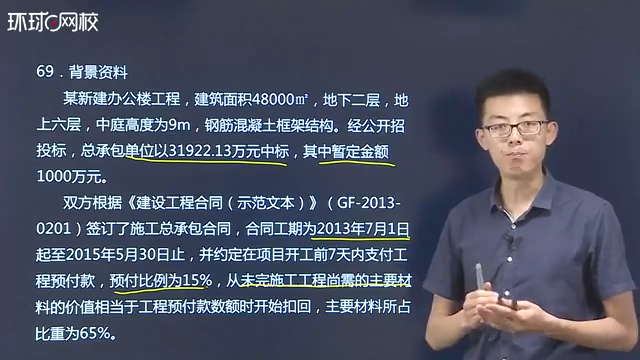 环球网校
69．背景资料
某新建办公楼工程，建筑面积48000㎡，地下二层，地
上六层，中庭高度为9m，钢筋混凝土框架结构。经公开招
投标，总承包单位以31922.13万元中标，其中暂定金额
1000万元。
双方根据《建设工程合同（示范文本）》（GF-2013-
0201）签订了施工总承包合同，合同工期为2013年7月1日
起至2015年5月30日止，并约定在项目开工前7天内支付工
程预付款，预付比例为15%，从未完施工工程尚需的主要材
料的价值相当于工程预付款数额时开始扣回，主要材料所占
比重为65%。